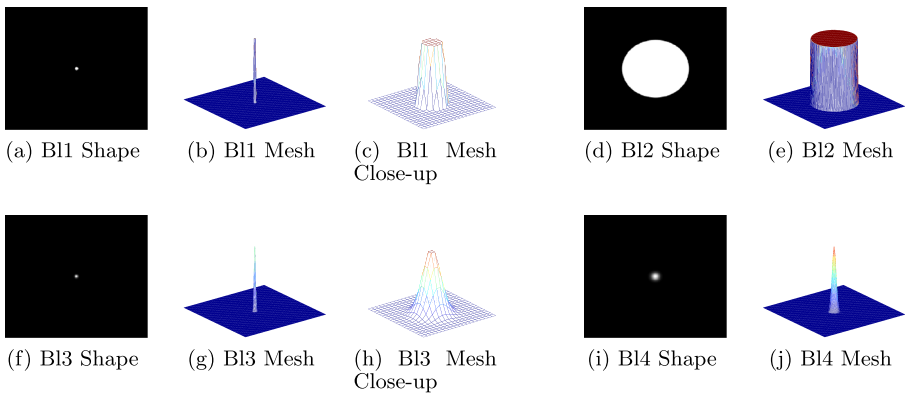 (a) Bl1 Shape
(b) Bl1 Mesh
(c) Bl1 Mesh
Close-up
(d) Bl2 Shape
(e) Bl2 Mesh
(f) Bl3 Shape
(g) Bl3 Mesh
(h) Bl3 Mesh
Close-up
(i) Bl4 Shape
(j) Bl4 Mesh